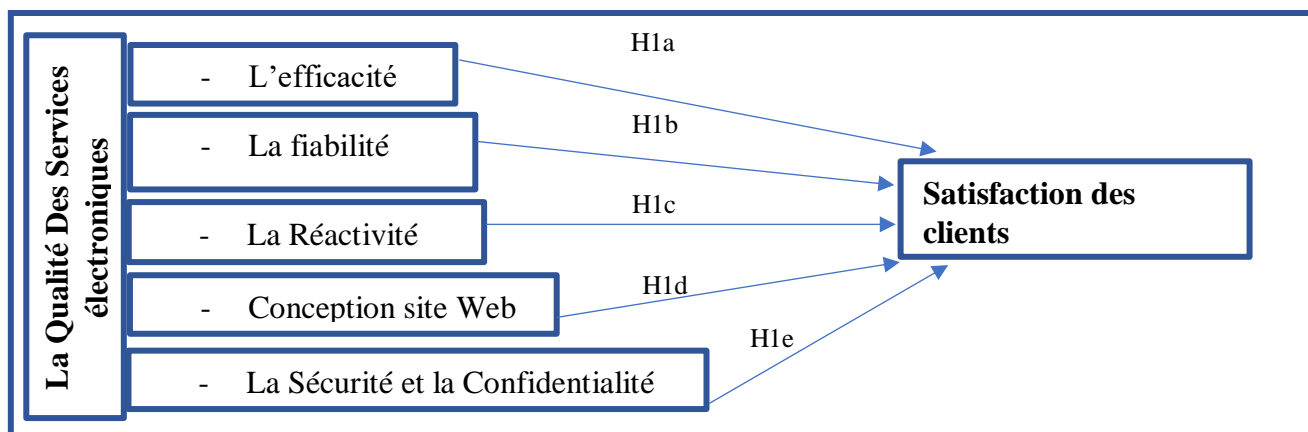 La Qualité Des Services
électroniques
- L’efficacité
- La fiabilité
- La Réactivité
- Conception site Web
- La Sécurité et la Confidentialité
H1a
H1b
H1c
H1d
H1e
Satisfaction des
clients